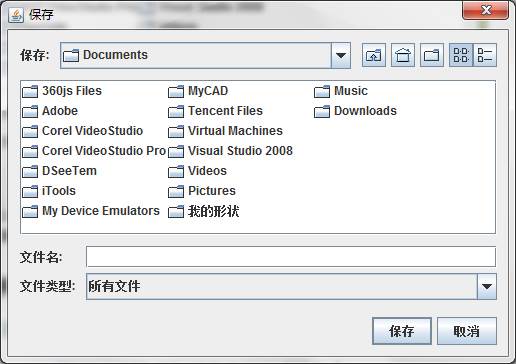 保存
保存: Documents
360js Files MyCAD Music
Adobe Tencent Files Downloads
Corel VideoStudio Virtual Machines
Corel VideoStudio Pro Visual Studio 2008
DSeeTem Videos
iTools Pictures
My Device Emulators 我的形状
文件名:
文件类型: 所有文件
保存 取消